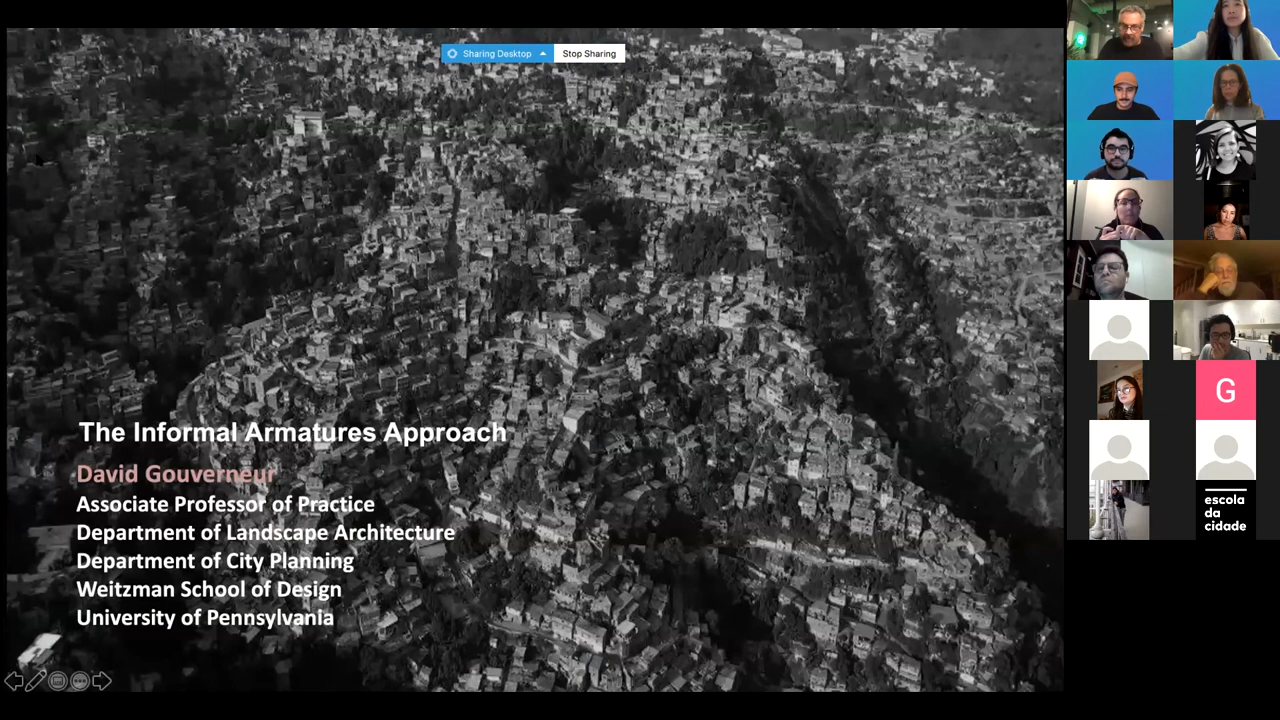 Sharing Desktop
Stop Sharing
The Informal Armatures Approach
David Gouverneur
Associate Professor of Practice
Department of Landscape Architecture
Department of City Planning
Weitzman School of Design
University of Pennsylvania
G
escola
da
cidade